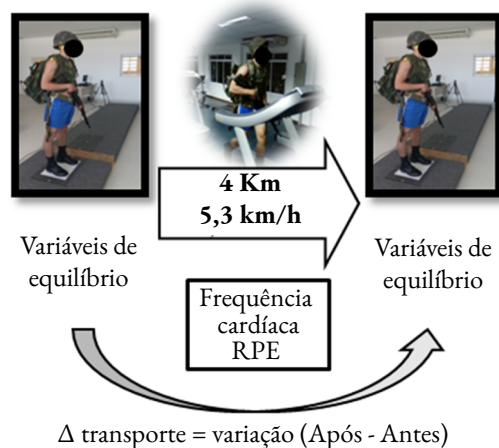 4 Km
5,3 km/h
Variáveis de
equilíbrio
Variáveis de
equilíbrio
Frequência
cardíaca
RPE
Δ transporte = variação (Após - Antes)